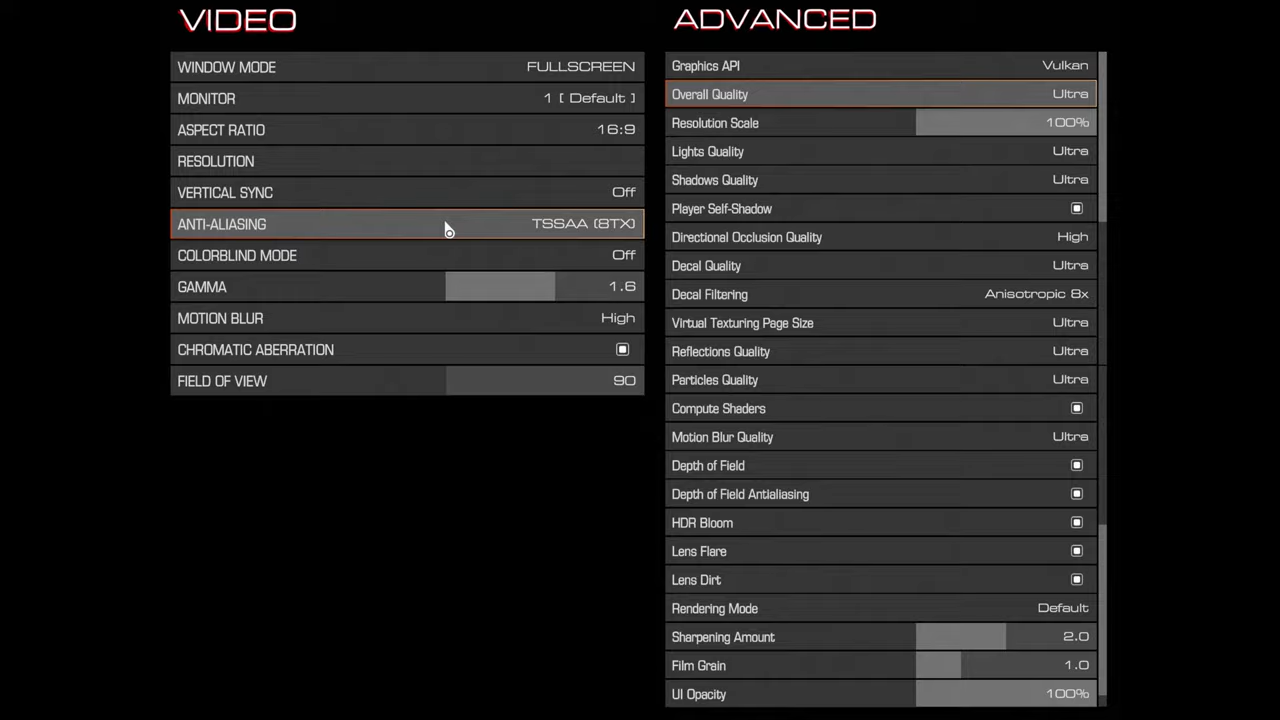 VIDEO
WINDOW MODE FULLSCREEN
MONITOR 1 [ Default ]
ASPECT RATIO 16:9
RESOLUTION
VERTICAL SYNC Off
ANTI-ALIASING TSSAA (8TX)
COLORBLIND MODE Off
GAMMA 1.6
MOTION BLUR High
CHROMATIC ABERRATION
FIELD OF VIEW 90
ADVANCED
Graphics API Vulkan
Overall Quality Ultra
Resolution Scale 100%
Lights Quality Ultra
Shadows Quality Ultra
Player Self-Shadow
Directional Occlusion Quality High
Decal Quality Ultra
Decal Filtering Anisotropic 8x
Virtual Texturing Page Size Ultra
Reflections Quality Ultra
Particles Quality Ultra
Compute Shaders
Motion Blur Quality Ultra
Depth of Field
Depth of Field Antialiasing
HDR Bloom
Lens Flare
Lens Dirt
Rendering Mode Default
Sharpening Amount 2.0
Film Grain 1.0
UI Opacity 100%